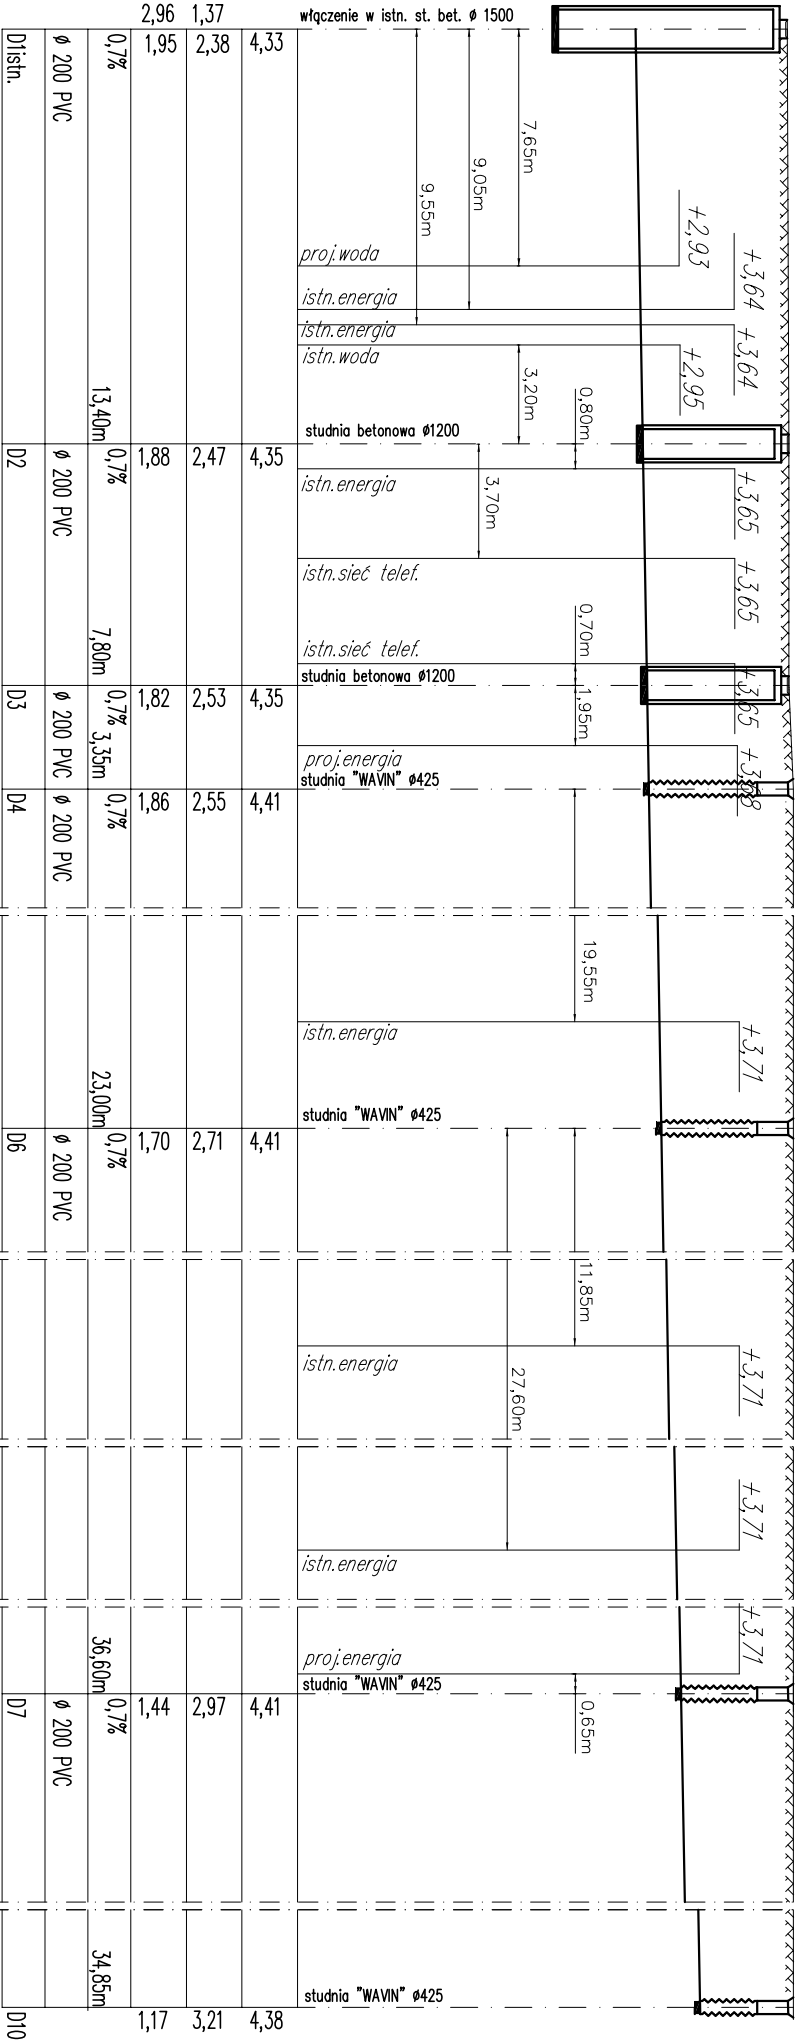 2,96 1,37
włączenie w istn. st. bet. ø 1500
D1istn.
ø 200 PVC
0,7%
1,95 2,38 4,33
7,65m
9,05m
9,55m
+2,93
+3,64
proj.woda
istn.energia
istn.energia
istn.woda
+3,64
+2,95
3,20m
0,80m
13,40m
studnia betonowa ø1200
D2
ø 200 PVC
0,7%
1,88 2,47 4,35
istn.energia
3,70m
+3,65
istn.sieć telef.
+3,65
0,70m
7,80m
istn.sieć telef.
studnia betonowa ø1200
D3
ø 200 PVC
0,7%
3,35m
1,82 2,53 4,35
1,95m
+3,65
proj.energia
+3,68
studnia "WAVIN" ø425
D4
ø 200 PVC
0,7%
1,86 2,55 4,41
19,55m
istn.energia
+3,71
23,00m
studnia "WAVIN" ø425
D6
ø 200 PVC
0,7%
1,70 2,71 4,41
11,85m
istn.energia
+3,71
27,60m
+3,71
istn.energia
+3,71
36,60m
proj.energia
studnia "WAVIN" ø425
D7
ø 200 PVC
0,7%
1,44 2,97 4,41
0,65m
34,85m
studnia "WAVIN" ø425
D10
1,17 3,21 4,38